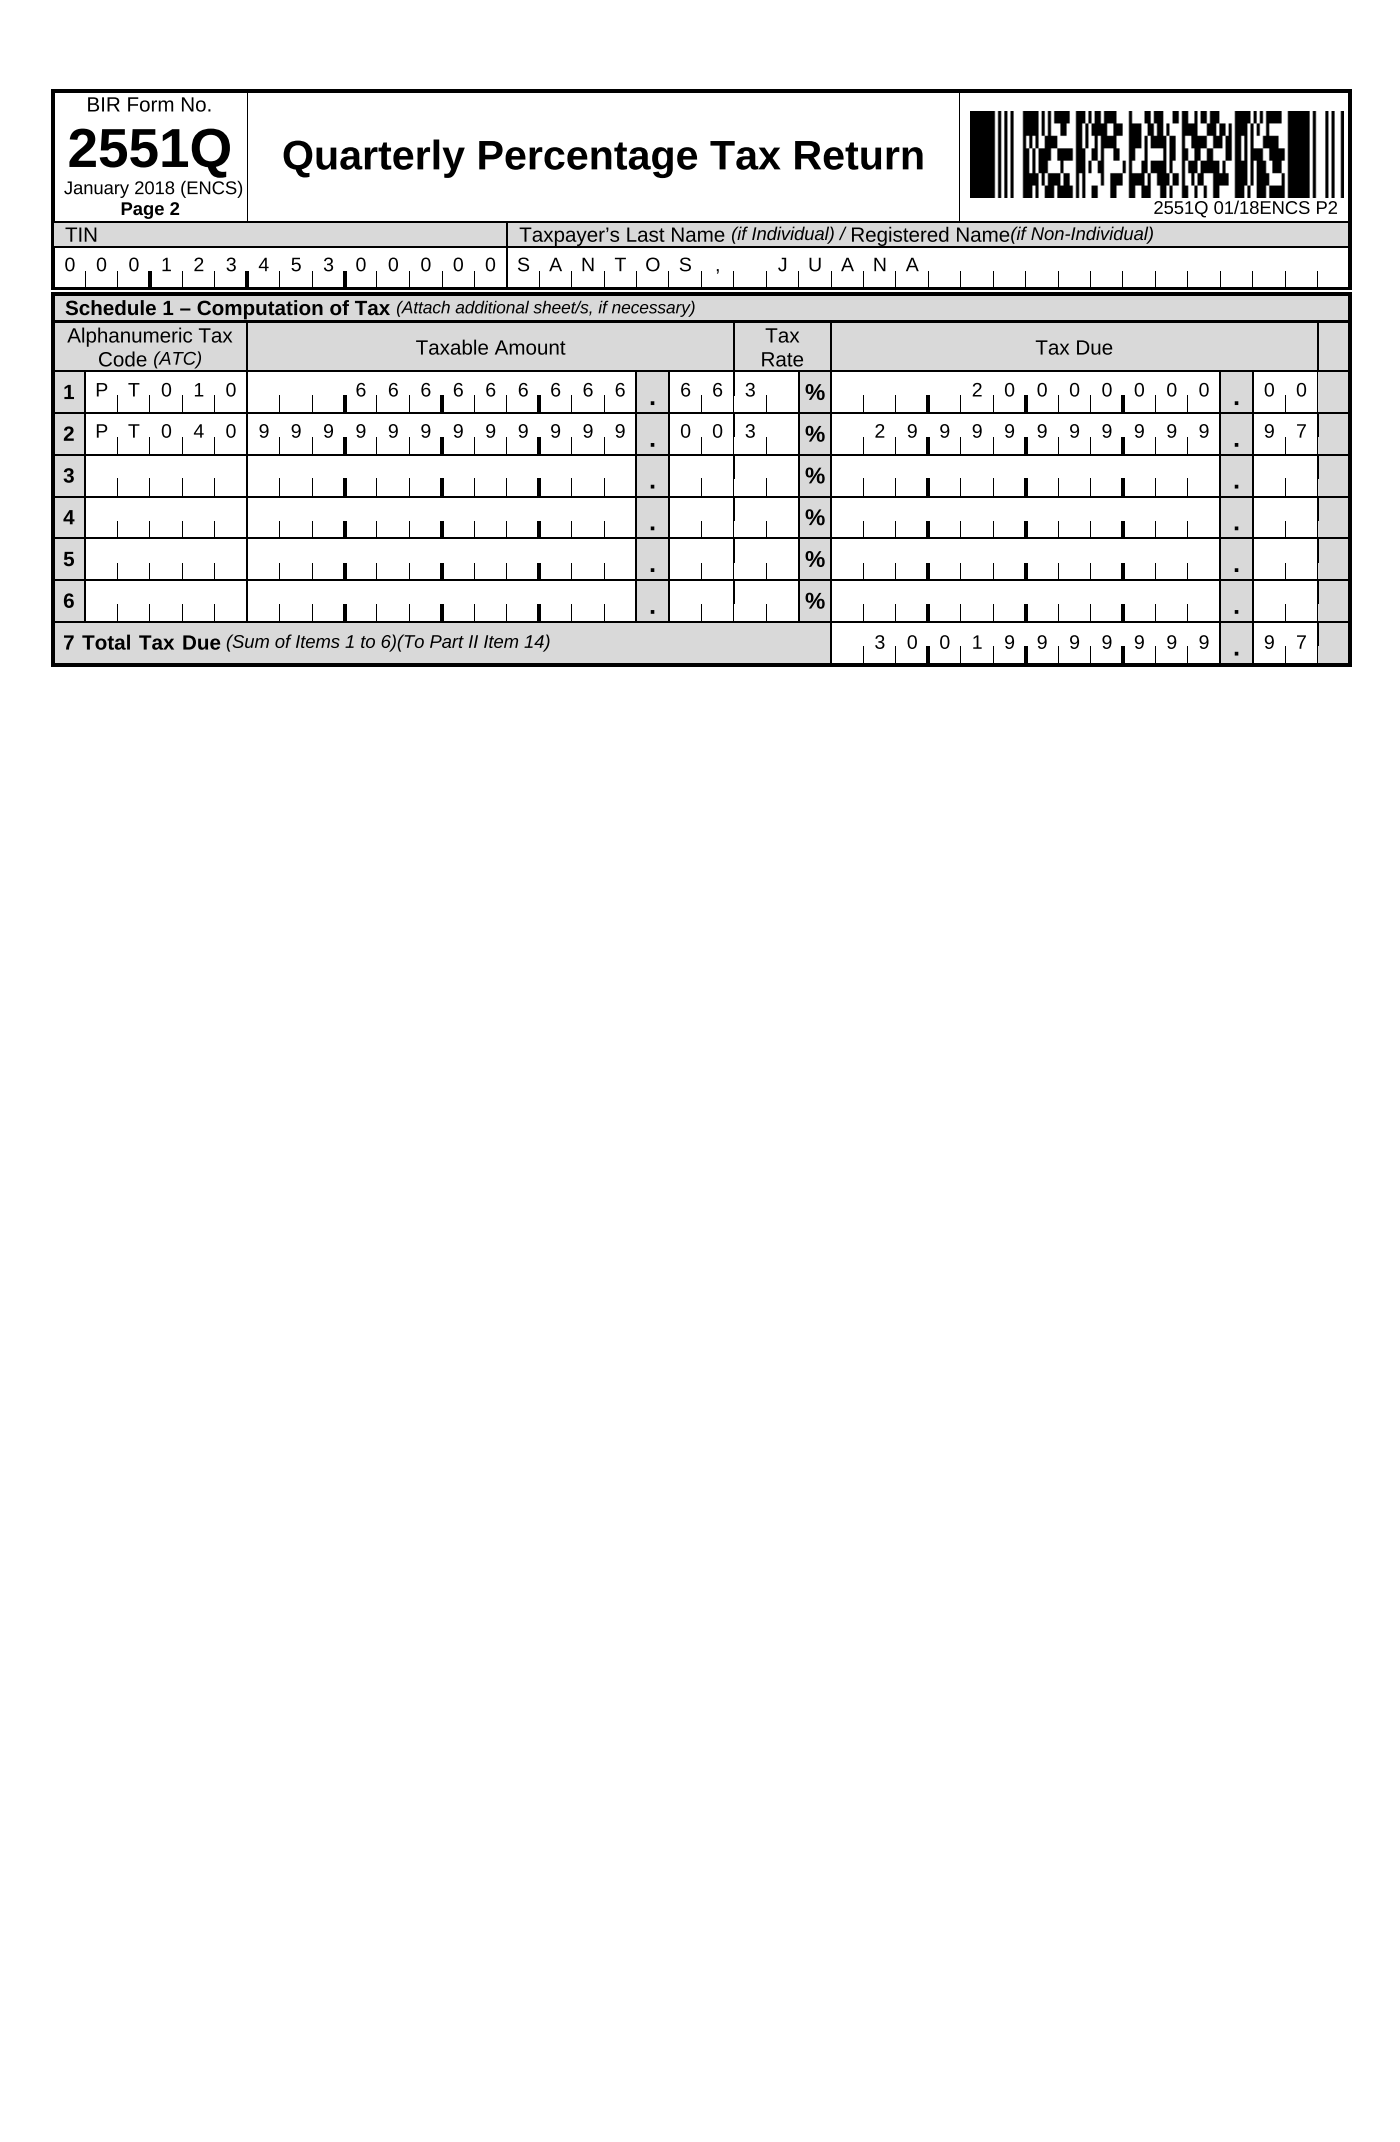 BIR Form No.
2551Q
January 2018 (ENCS)
Page 2
Quarterly Percentage Tax Return
2551Q 01/18ENCS P2
TIN
Taxpayer’s Last Name (if Individual) / Registered Name(if Non-Individual)
0 0 0 1 2 3 4 5 3 0 0 0 0 0
S A N T O S , J U A N A
Schedule 1 – Computation of Tax (Attach additional sheet/s, if necessary)
Alphanumeric Tax
Code (ATC)
Taxable Amount
Tax
Rate
Tax Due
1 P T 0 1 0 6 6 6 6 6 6 6 6 6 . 6 6 3 % 2 0 0 0 0 0 0 0 . 0 0
2 P T 0 4 0 9 9 9 9 9 9 9 9 9 9 9 9 . 0 0 3 % 2 9 9 9 9 9 9 9 9 9 9 . 9 7
3 . % .
4 . % .
5 . % .
6 . % .
7 Total Tax Due (Sum of Items 1 to 6)(To Part II Item 14) 3 0 0 1 9 9 9 9 9 9 9 . 9 7